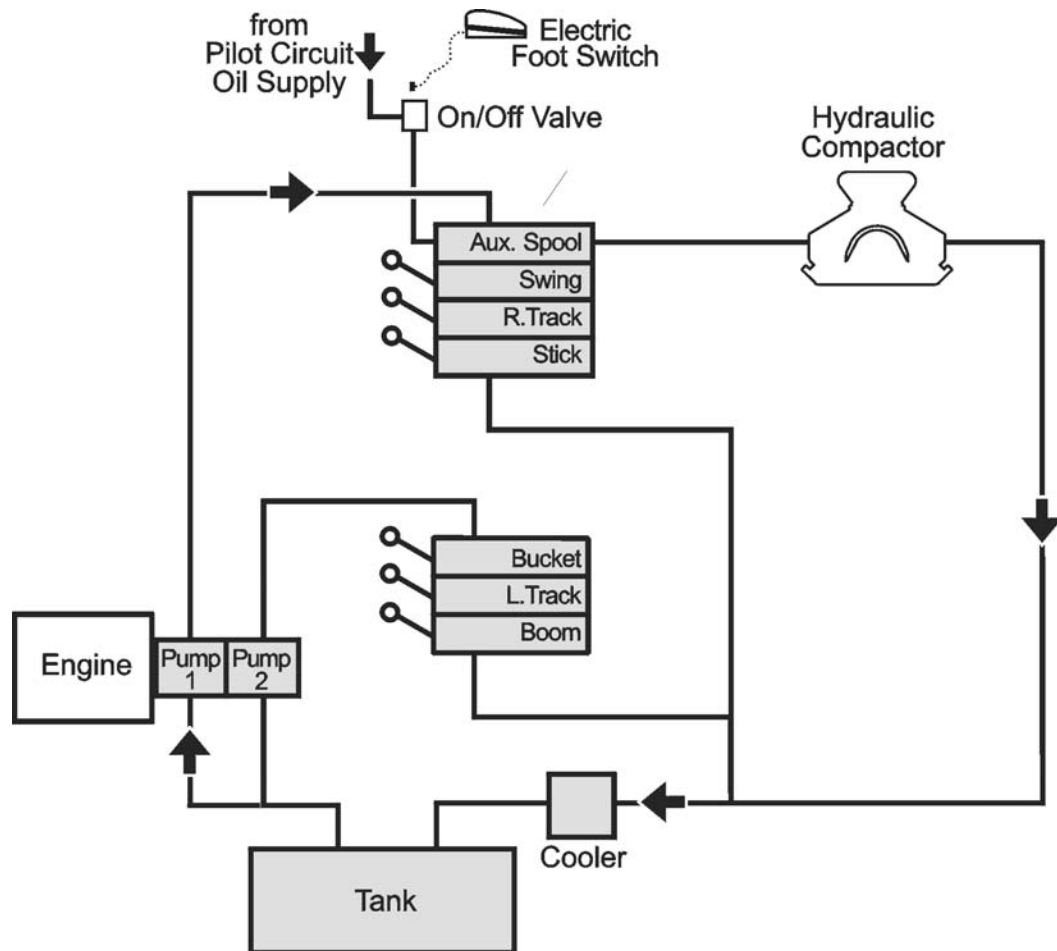 from
Pilot Circuit
Oil Supply
Electric
Foot Switch
On/Off Valve
Hydraulic
Compactor
Aux. Spool
Swing
R.Track
Stick
Bucket
L.Track
Boom
Engine
Pump
1
Pump
2
Cooler
Tank